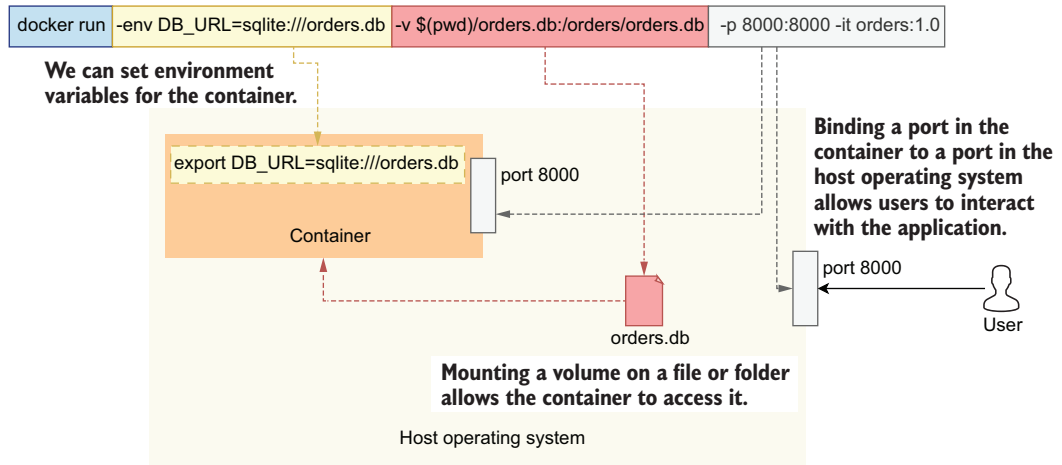 docker run -env DB_URL=sqlite:///orders.db -v $(pwd)/orders.db:/orders/orders.db -p 8000:8000 -it orders:1.0
We can set environment
variables for the container.
export DB_URL=sqlite:///orders.db
port 8000
Container
Binding a port in the
container to a port in the
host operating system
allows users to interact
with the application.
port 8000
User
orders.db
Mounting a volume on a file or folder
allows the container to access it.
Host operating system